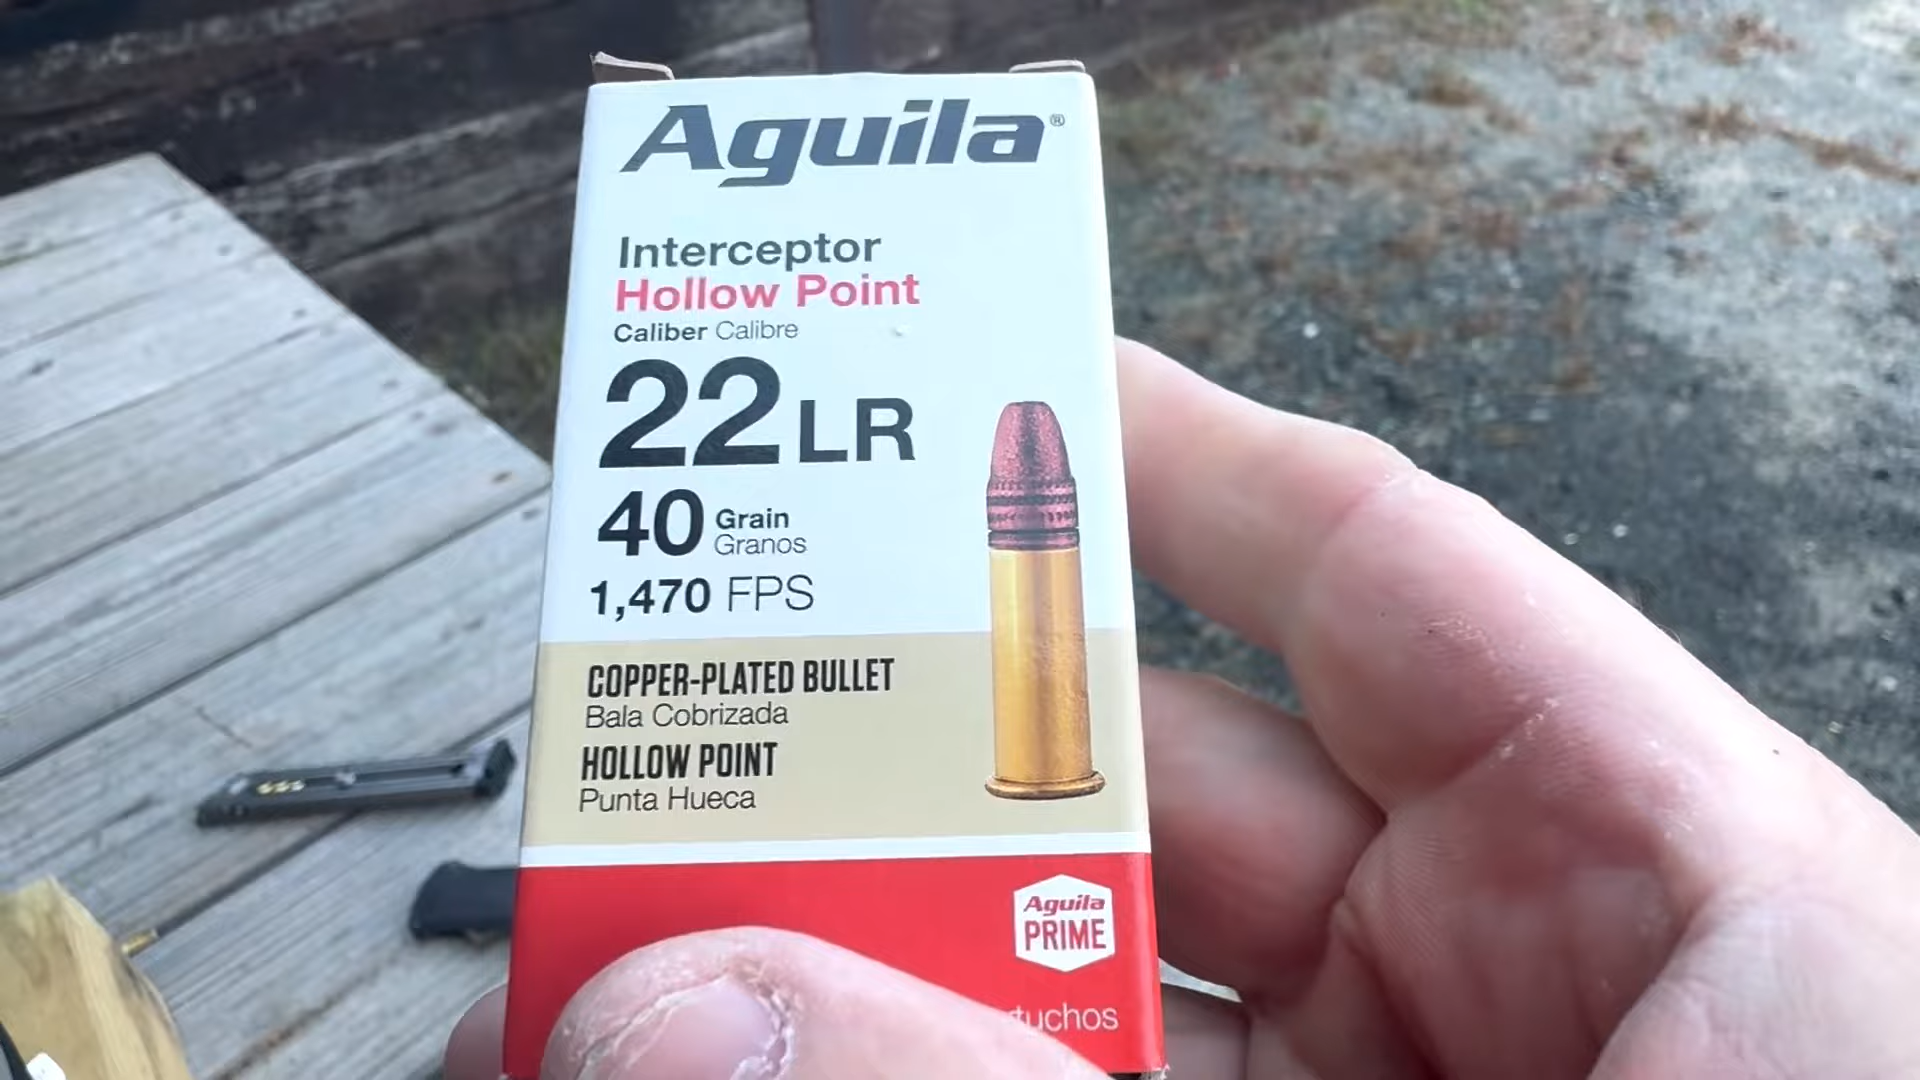 Aguila®
Interceptor
Hollow Point
Caliber Calibre
22 LR
40 Grain
Granos
1,470 FPS
COPPER-PLATED BULLET
Bala Cobrizada
HOLLOW POINT
Punta Hueca
Aguila
PRIME